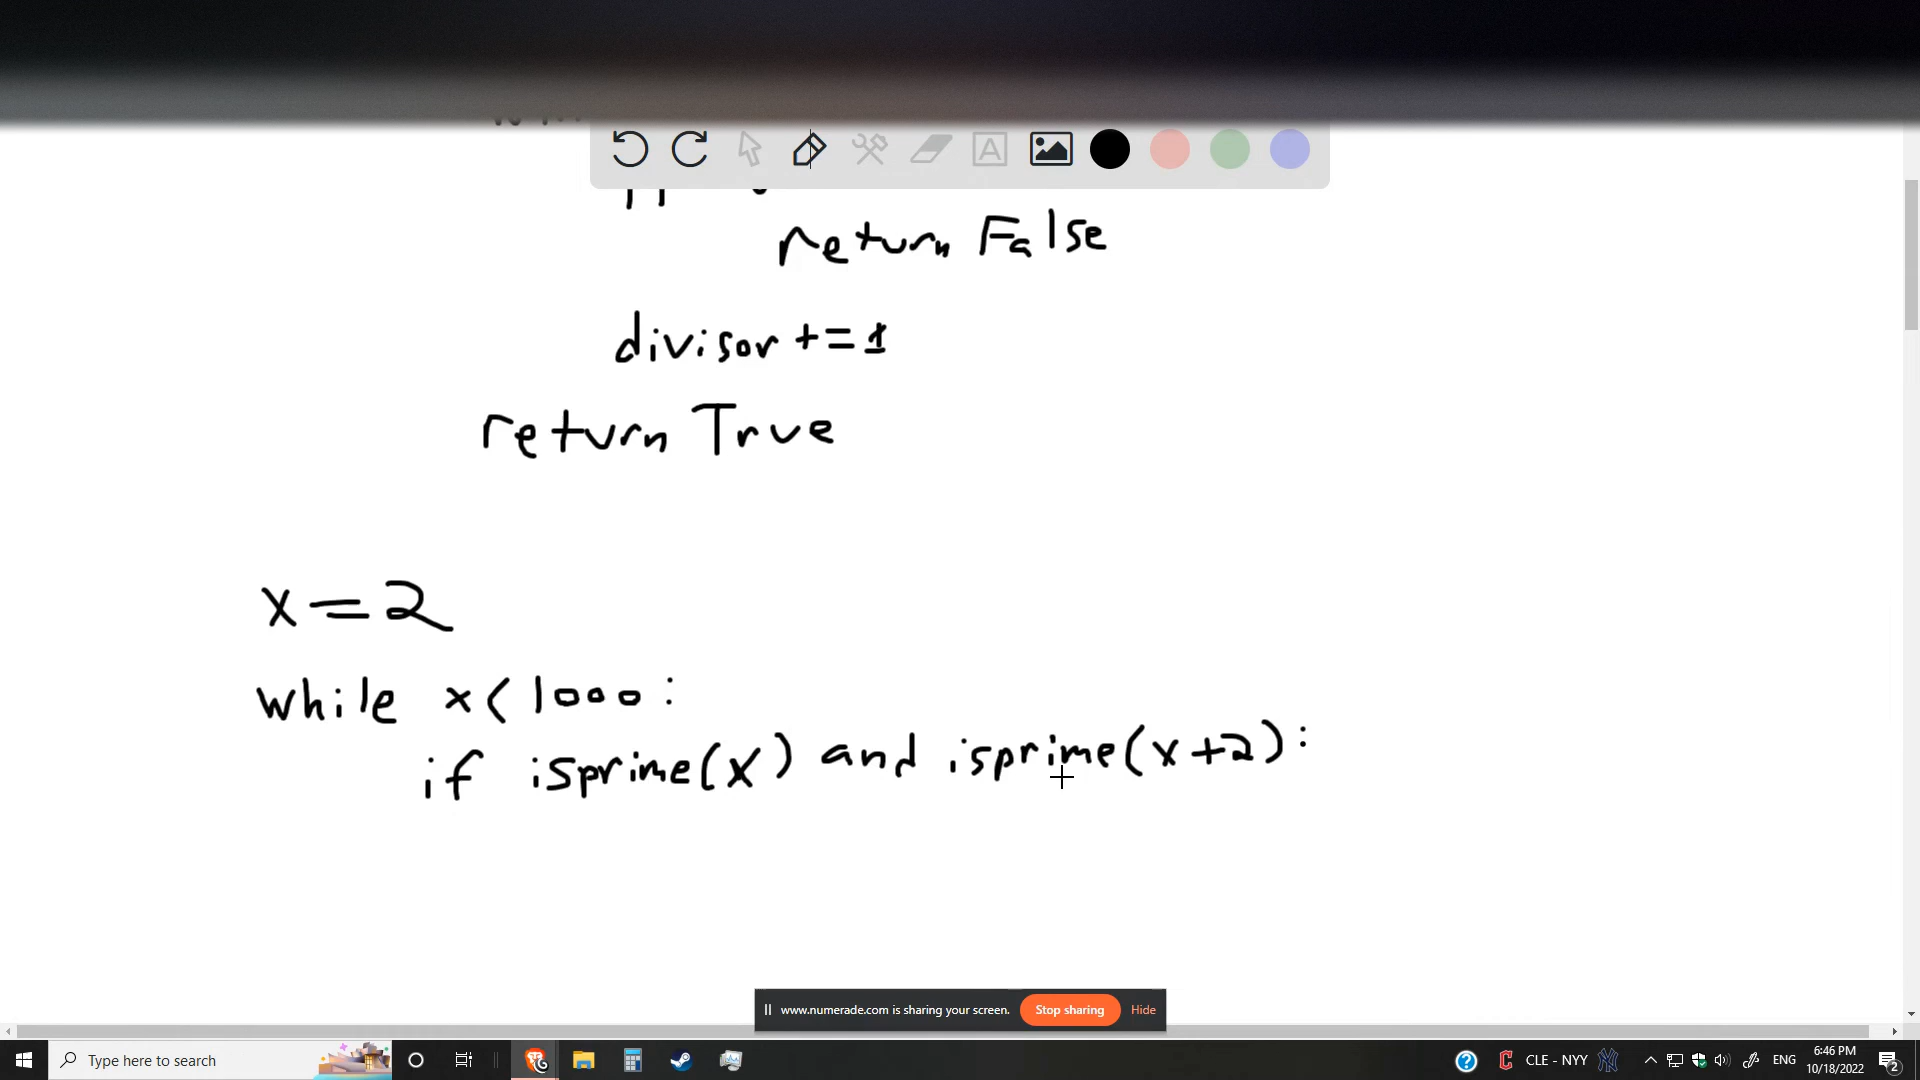 return False
divisor += 1
return True
x=2
while x < 1000 :
if isprime(x) and isprime(x+2):
A
www.numerade.com is sharing your screen. Stop sharing Hide
Type here to search
CLE - NYY
ENG
6:46 PM
10/18/2022
2